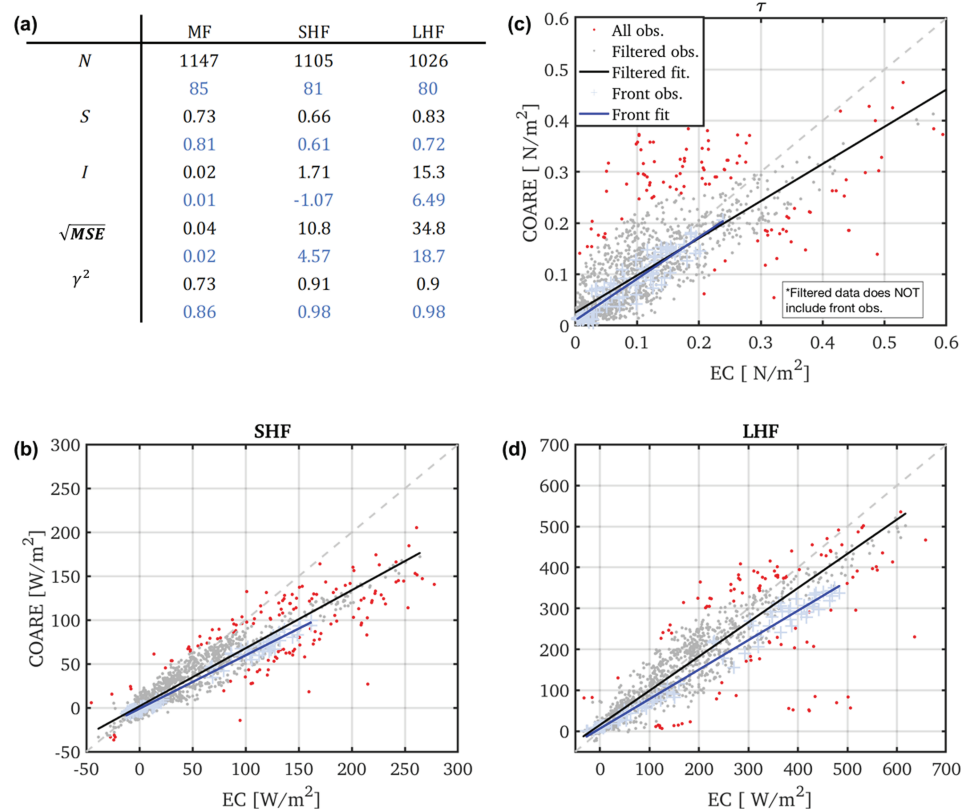 (a)
MF SHF LHF
N 1147 1105 1026
85 81 80
S 0.73 0.66 0.83
0.81 0.61 0.72
I 0.02 1.71 15.3
0.01 -1.07 6.49
√MSE 0.04 10.8 34.8
0.02 4.57 18.7
γ² 0.73 0.91 0.9
0.86 0.98 0.98
(c)
τ
All obs.
Filtered obs.
Filtered fit.
Front obs.
Front fit
*Filtered data does NOT
include front obs.
COARE [ N/m²]
0.6
0.5
0.4
0.3
0.2
0.1
0
0 0.1 0.2 0.3 0.4 0.5 0.6
EC [ N/m²]
(b)
SHF
COARE [W/m²]
300
250
200
150
100
50
0
-50
-50 0 50 100 150 200 250 300
EC [W/m²]
(d)
LHF
700
600
500
400
300
200
100
0
0 100 200 300 400 500 600 700
EC [ W/m²]